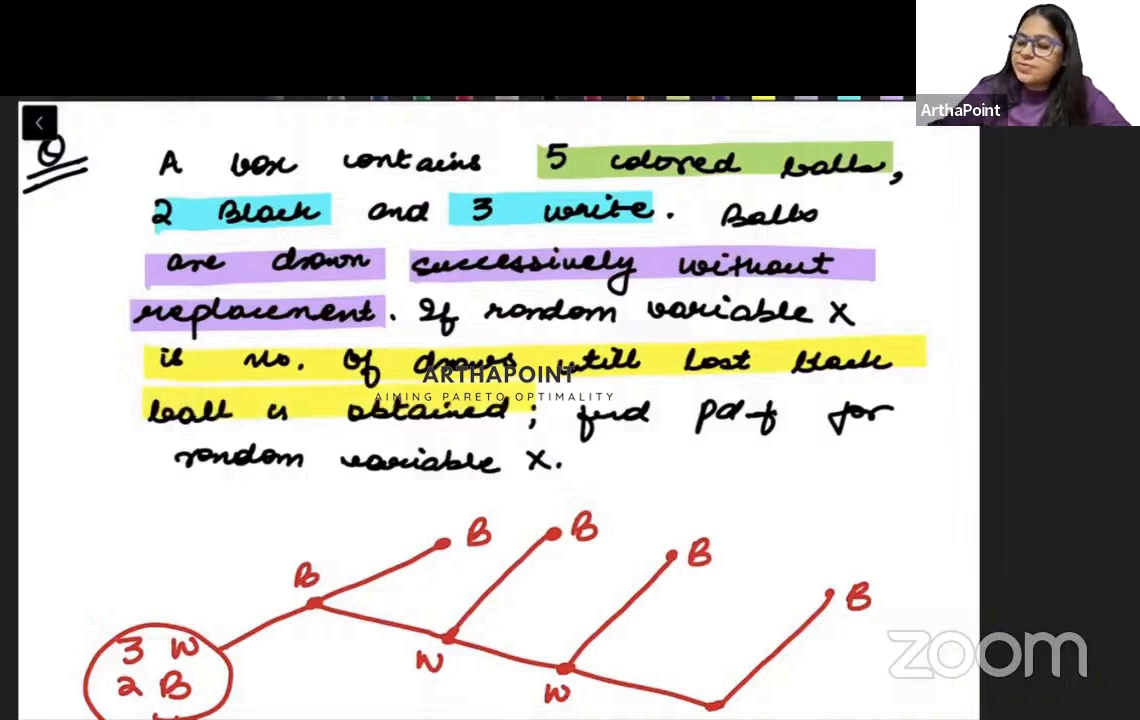 ArthaPoint
Q
A box contains 5 colored balls,
2 Black and 3 write. Balls
are drawn successively without
replacement. If random variable X
is No. of draws until last black
ball is obtained; find pdf for
random variable X.
ARTHAPOINT
AIMING PARETO OPTIMALITY
B
B
B
B
B
W
W
3 W
2 B
zoom